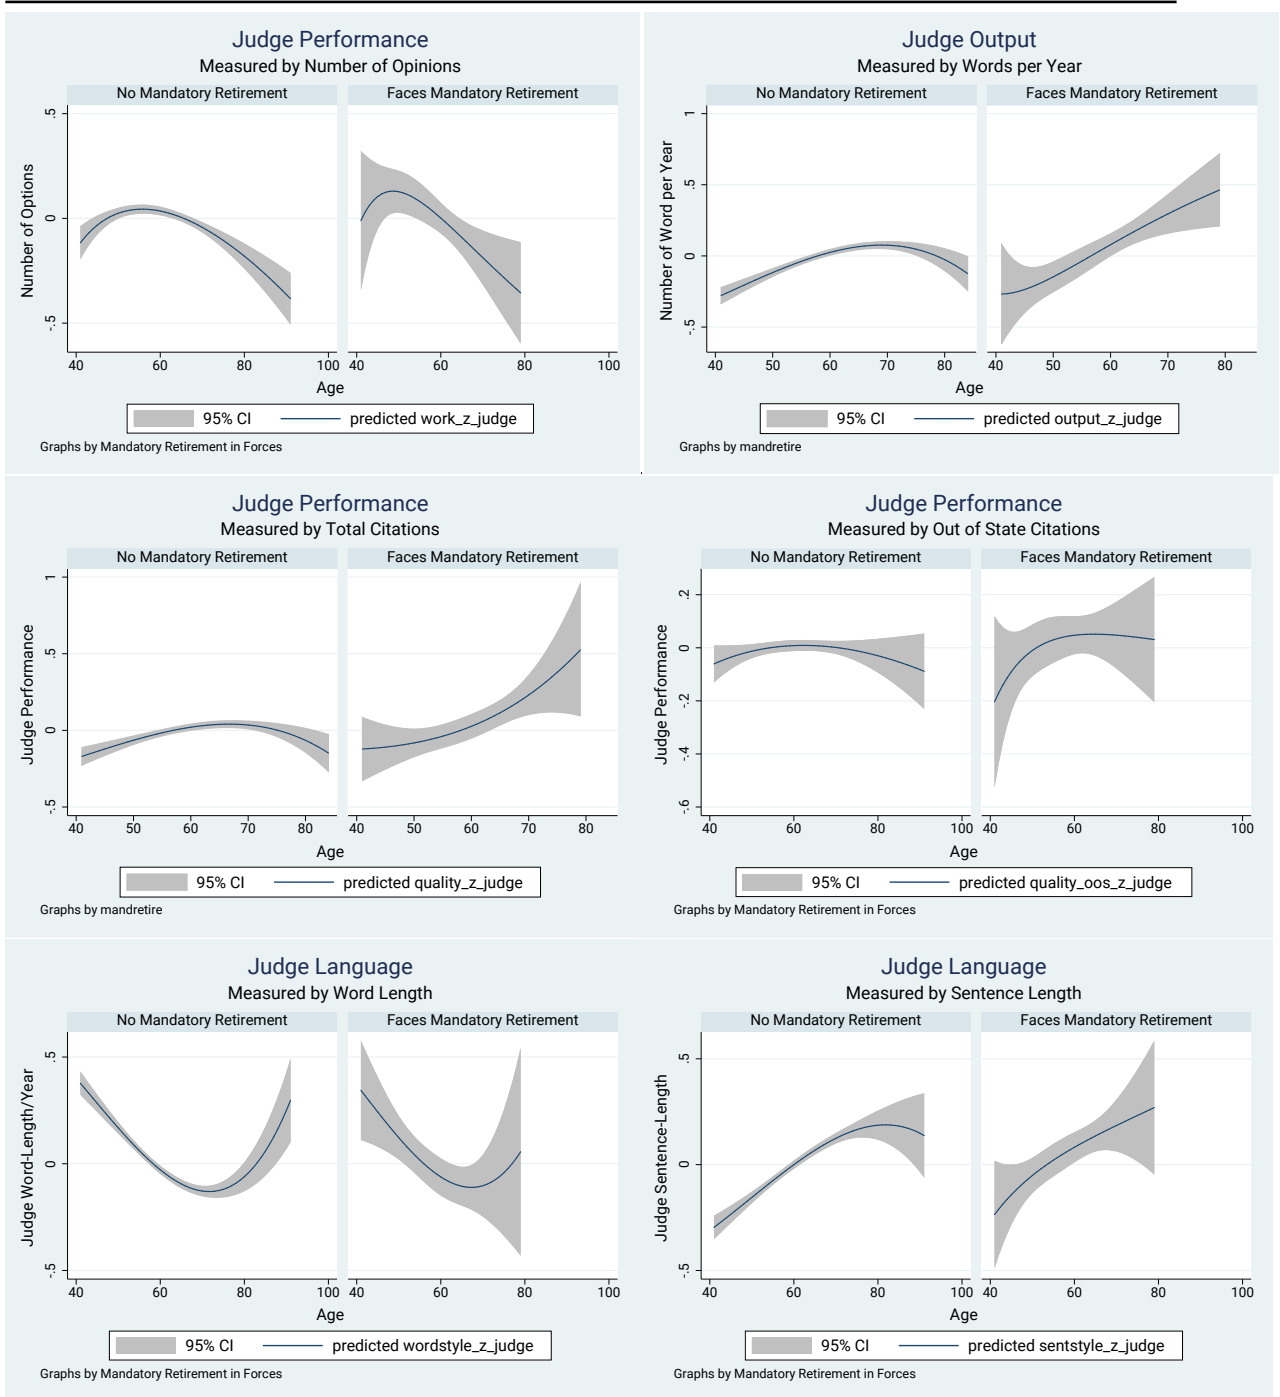 Judge Performance
Measured by Number of Opinions
No Mandatory Retirement
Faces Mandatory Retirement
Number of Options
.5
0
-.5
40 60 80 100 40 60 80 100
Age
95% CI predicted work_z_judge
Graphs by Mandatory Retirement in Forces
Judge Output
Measured by Words per Year
No Mandatory Retirement
Faces Mandatory Retirement
Number of Word per Year
1
.5
0
-.5
40 50 60 70 80 40 50 60 70 80
Age
95% CI predicted output_z_judge
Graphs by mandretire
Judge Performance
Measured by Total Citations
No Mandatory Retirement
Faces Mandatory Retirement
Judge Performance
1
.5
0
-.5
40 50 60 70 80 40 50 60 70 80
Age
95% CI predicted quality_z_judge
Graphs by mandretire
Judge Performance
Measured by Out of State Citations
No Mandatory Retirement
Faces Mandatory Retirement
Judge Performance
.2
0
-.2
-.4
-.6
40 60 80 100 40 60 80 100
Age
95% CI predicted quality_oos_z_judge
Graphs by Mandatory Retirement in Forces
Judge Language
Measured by Word Length
No Mandatory Retirement
Faces Mandatory Retirement
Judge Word-Length/Year
.5
0
-.5
40 60 80 100 40 60 80 100
Age
95% CI predicted wordstyle_z_judge
Graphs by Mandatory Retirement in Forces
Judge Language
Measured by Sentence Length
No Mandatory Retirement
Faces Mandatory Retirement
Judge Sentence-Length
.5
0
-.5
40 60 80 100 40 60 80 100
Age
95% CI predicted sentstyle_z_judge
Graphs by Mandatory Retirement in Forces